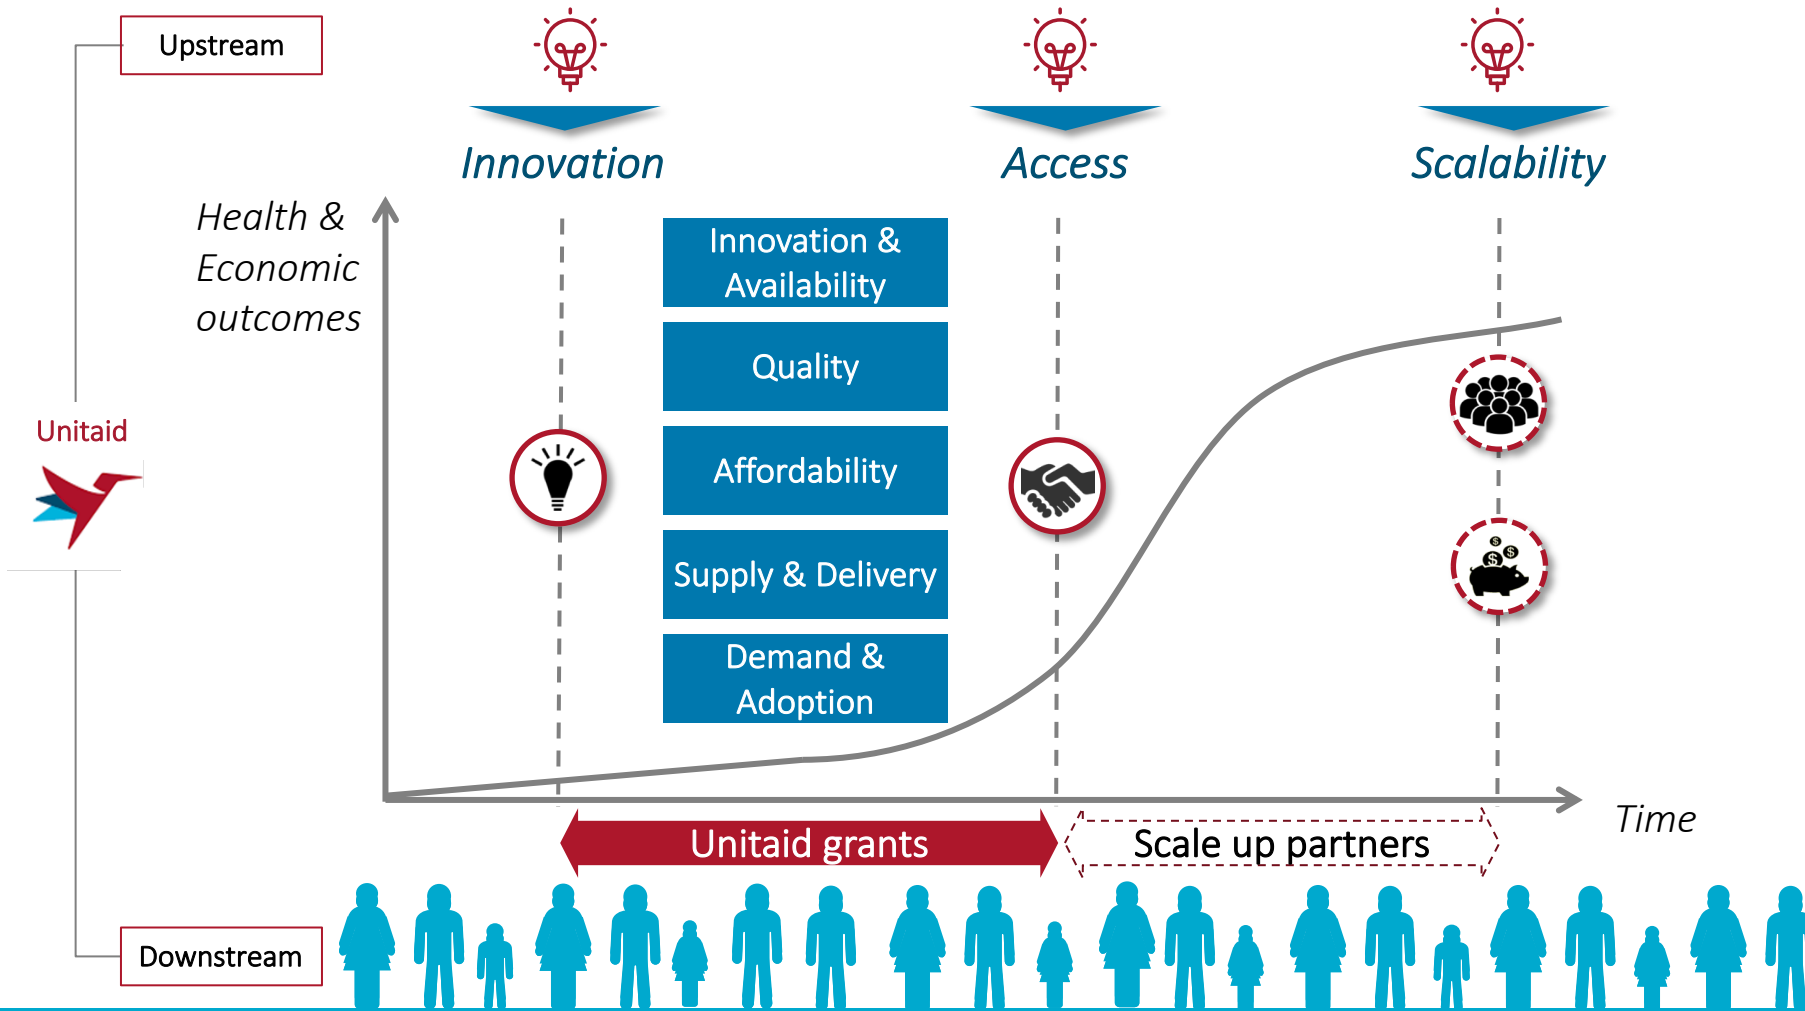 Upstream
Innovation
Access
Scalability
Health &
Economic
outcomes
Innovation &
Availability
Quality
Affordability
Supply & Delivery
Demand &
Adoption
Unitaid
$
$
$
Time
Unitaid grants
Scale up partners
Downstream